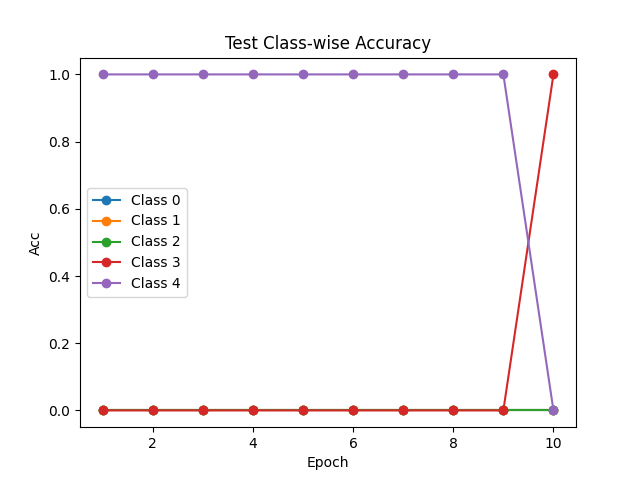 Test Class-wise Accuracy
Acc
1.0
0.8
0.6
0.4
0.2
0.0
Class 0
Class 1
Class 2
Class 3
Class 4
2 4 6 8 10
Epoch